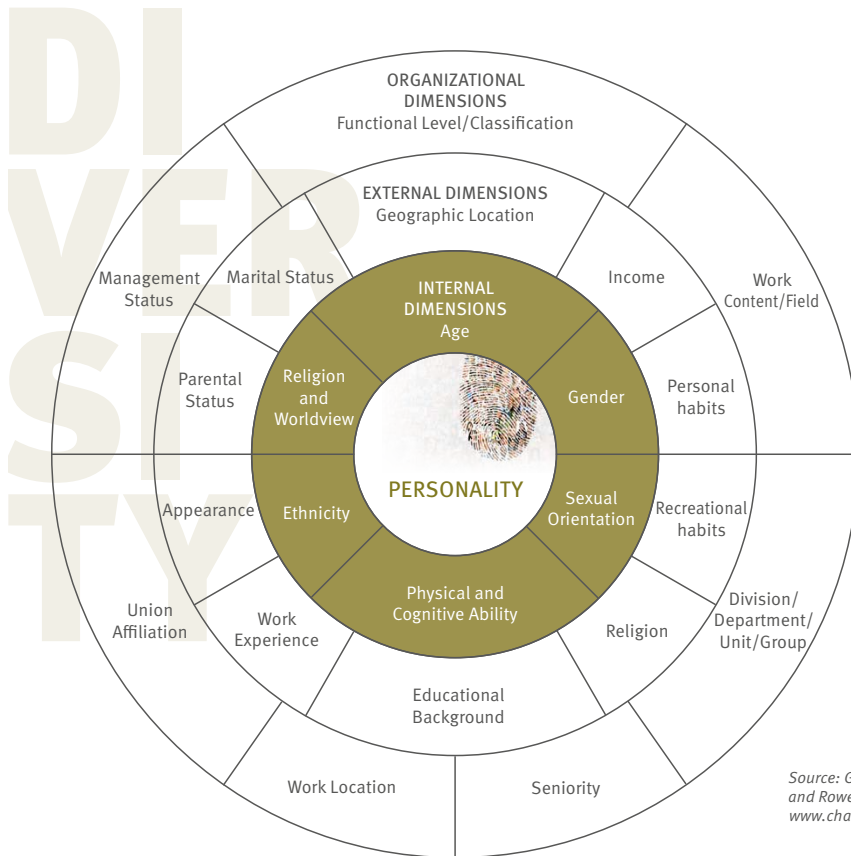 DI
VER
SI
TY
ORGANIZATIONAL
DIMENSIONS
Functional Level/Classification
EXTERNAL DIMENSIONS
Geographic Location
INTERNAL
DIMENSIONS
Age
Management
Status
Marital Status
Income
Work
Content/Field
Parental
Status
Religion
and
Worldview
Gender
Personal
habits
PERSONALITY
Appearance
Ethnicity
Sexual
Orientation
Recreational
habits
Union
Affiliation
Work
Experience
Physical and
Cognitive Ability
Religion
Division/
Department/
Unit/Group
Educational
Background
Work Location
Seniority
Source: G
and Rowe
www.cha